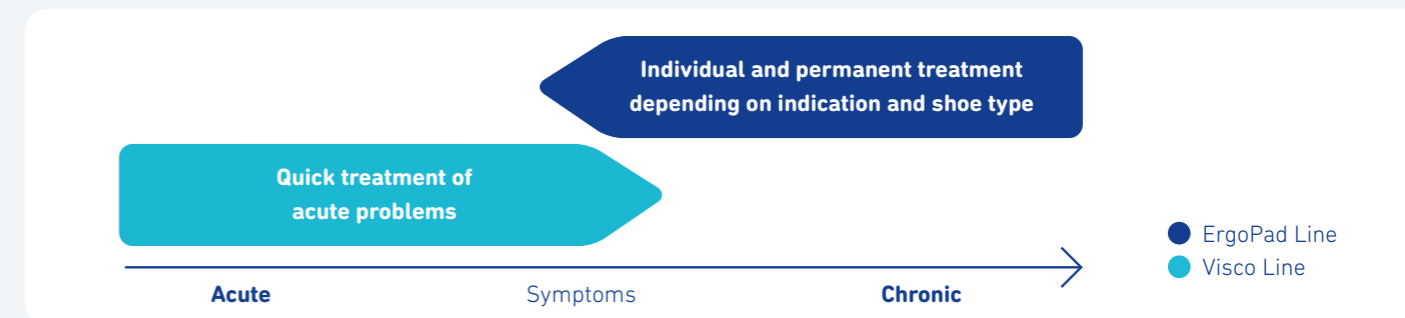 Individual and permanent treatment
depending on indication and shoe type
Quick treatment of
acute problems
ErgoPad Line
Visco Line
Acute
Symptoms
Chronic